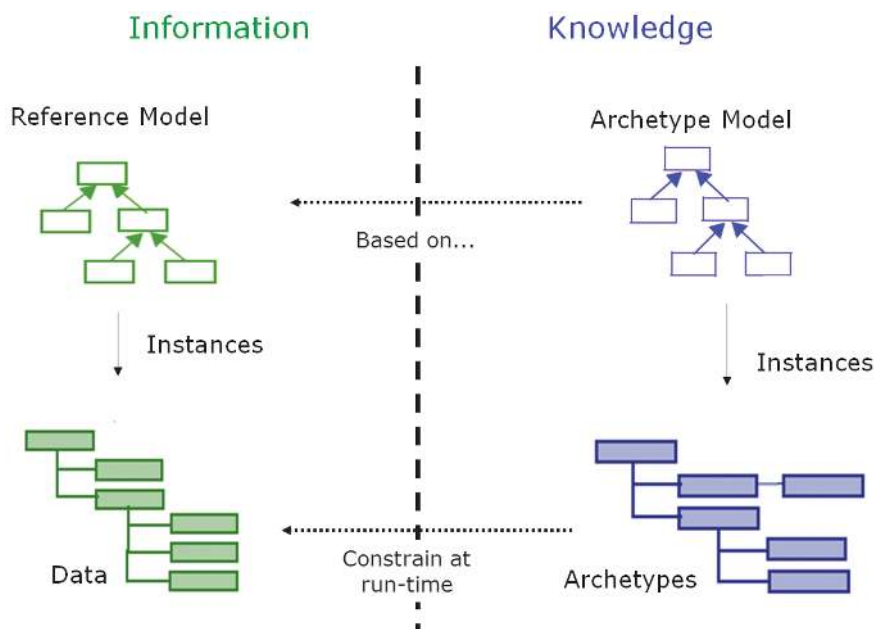 Information
Knowledge
Reference Model
Archetype Model
Based on...
Instances
Instances
Data
Constrain at
run-time
Archetypes